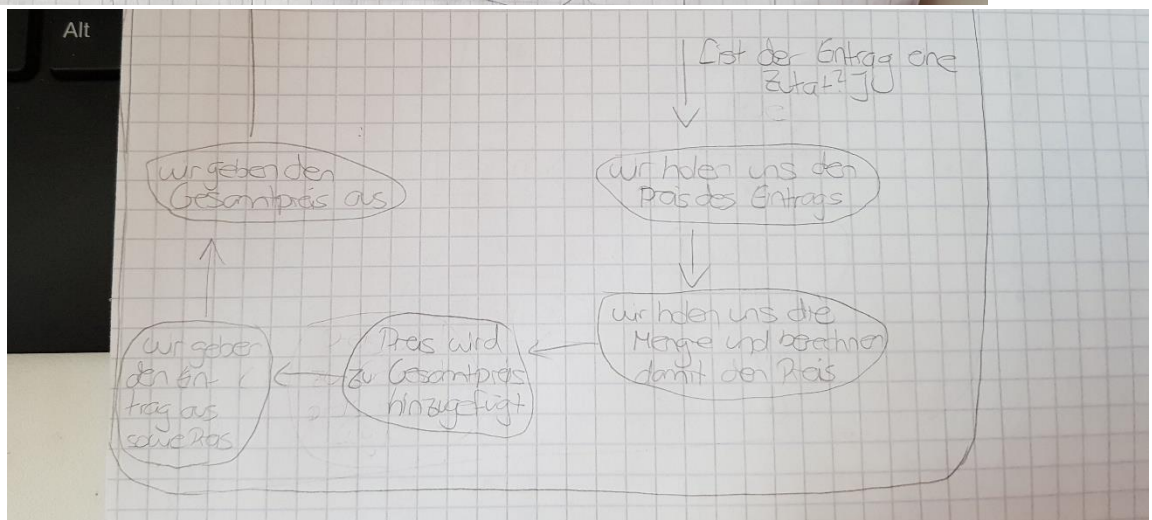 Alt
[ist der Entrag eine
Zutat?]
wir geben den
Gesamtpreis aus
wir holen uns den
Preis des Eintrags
wir holen uns die
Menge und berechnen
damit den Preis
Preis wird
zu Gesamtpreis
hinzugefügt
wir geben
den Ein-
trag aus
sowie Preis